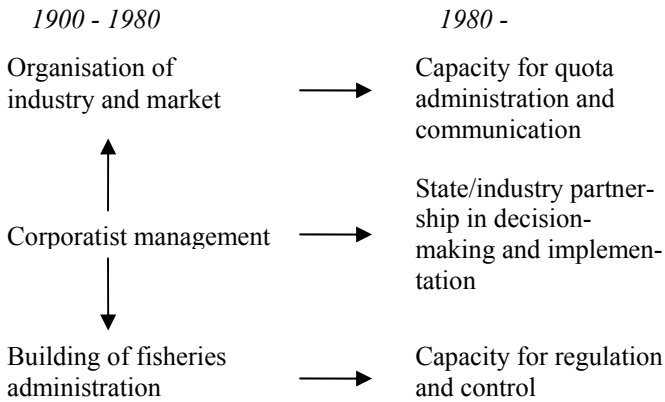 1900 - 1980
1980 -
Organisation of
industry and market
Capacity for quota
administration and
communication
Corporatist management
State/industry partner-
ship in decision-
making and implemen-
tation
Building of fisheries
administration
Capacity for regulation
and control